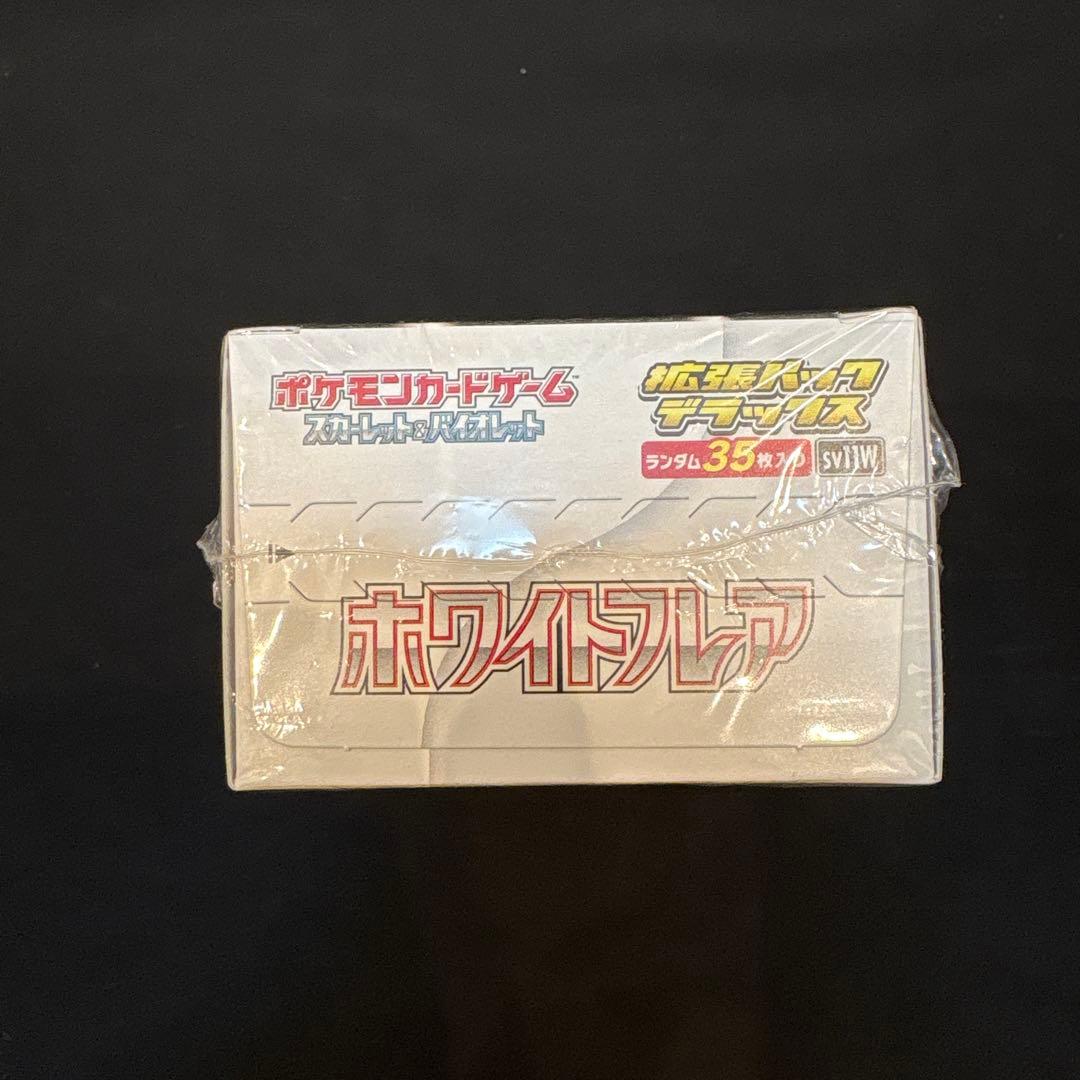 ポケモンカードゲーム™
スカーレット&バイオレット
拡張パック
デラックス
ランダム35枚入り
SV11W
ホワイトフレア